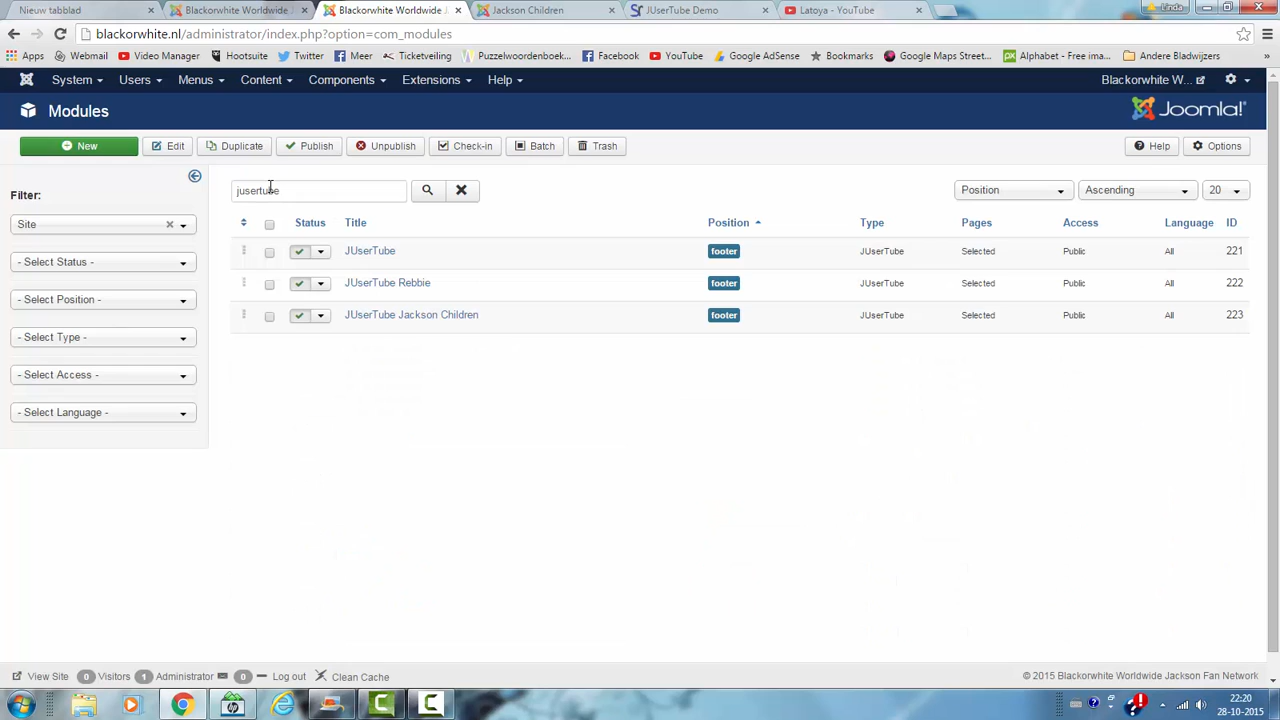 Nieuw tabblad
Blackorwhite Worldwide
Blackorwhite Worldwide J
Jackson Children
JUserTube Demo
Latoya - YouTube
Linda
blackorwhite.nl/administrator/index.php?option=com_modules
Apps Webmail Video Manager Hootsuite Publitter Meer Ticketveiling Puzzelwoordenboek... Facebook YouTube Google AdSense Bookmarks Google Maps Street... Alphabet - Free ima... Andere Bladwijzers
System Users Menus Content Components Extensions Help Blackorwhite W...
Modules Joomla!
New Edit Duplicate Publish Unpublish Check-in Batch Trash Help Options
Filter:
jusertube Position Ascending 20
Site
- Select Status -
- Select Position -
- Select Type -
- Select Access -
- Select Language -
Status Title Position Type Pages Access Language ID
JUserTube footer JUserTube Selected Public All 221
JUserTube Rebbie footer JUserTube Selected Public All 222
JUserTube Jackson Children footer JUserTube Selected Public All 223
View Site 0 Visitors 1 Administrator 0 Log out Clean Cache © 2015 Blackorwhite Worldwide Jackson Fan Network
22:20
28-10-2015